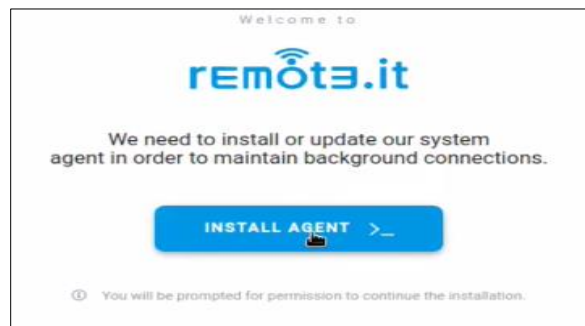 Welcome to
remote.it
We need to install or update our system
agent in order to maintain background connections.
INSTALL AGENT >_
You will be prompted for permission to continue the installation.